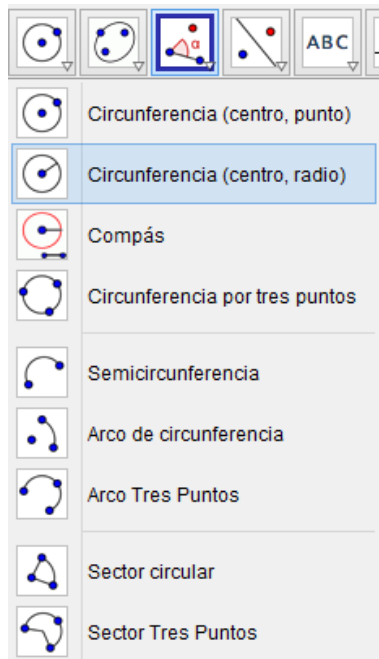 α
ABC
Circunferencia (centro, punto)
Circunferencia (centro, radio)
Compás
Circunferencia por tres puntos
Semicircunferencia
Arco de circunferencia
Arco Tres Puntos
Sector circular
Sector Tres Puntos